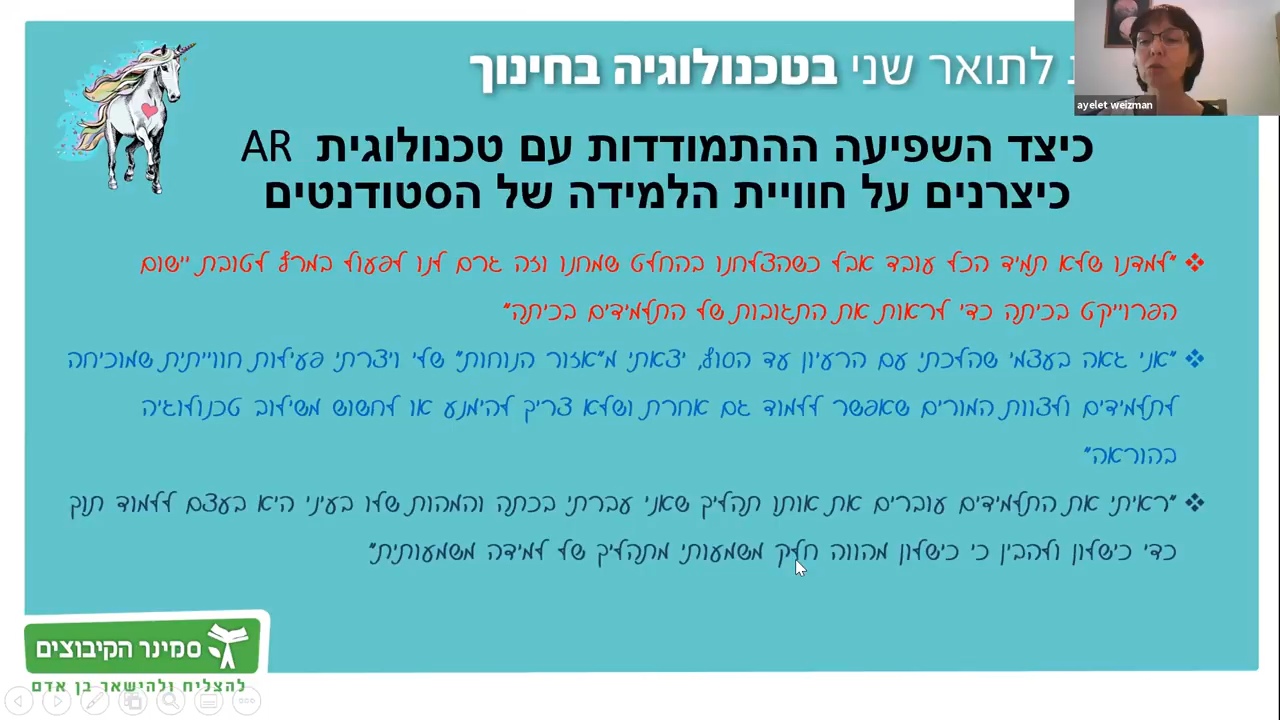 לתואר שני בטכנולוגיה בחינוך
ayelet weizman
כיצד השפיעה ההתמודדות עם טכנולוגית AR
כיצרנים על חוויית הלמידה של הסטודנטים
❖ "למדנו שלא תמיד הכל עובד אבל כשהצלחנו בהחלט שמחנו וזה גרם לנו לפעול במרץ לטובת יישום
הפרוייקט בכיתה כדי לראות את התגובות של התלמידים בכיתה"
❖ "אני גאה בעצמי שהלכתי עם הרעיון עד הסוף, יצאתי מ"אזור הנוחות" שלי ויצרתי פעילות חווייתית שמוכיחה
לתלמידים ולצוות המורים שאפשר ללמוד גם אחרת ושלא צריך להימנע או לחשוש משילוב טכנולוגיה
בהוראה"
❖ "ראיתי את התלמידים עוברים את אותו תהליך שאני עברתי בכתה והמהות שלו בעיני היא בעצם ללמוד תוך
כדי כישלון ולהבין כי כישלון מהווה חלק משמעותי מתהליך של למידה משמעותית"
סמינר הקיבוצים
להצליח ולהישאר בן אדם